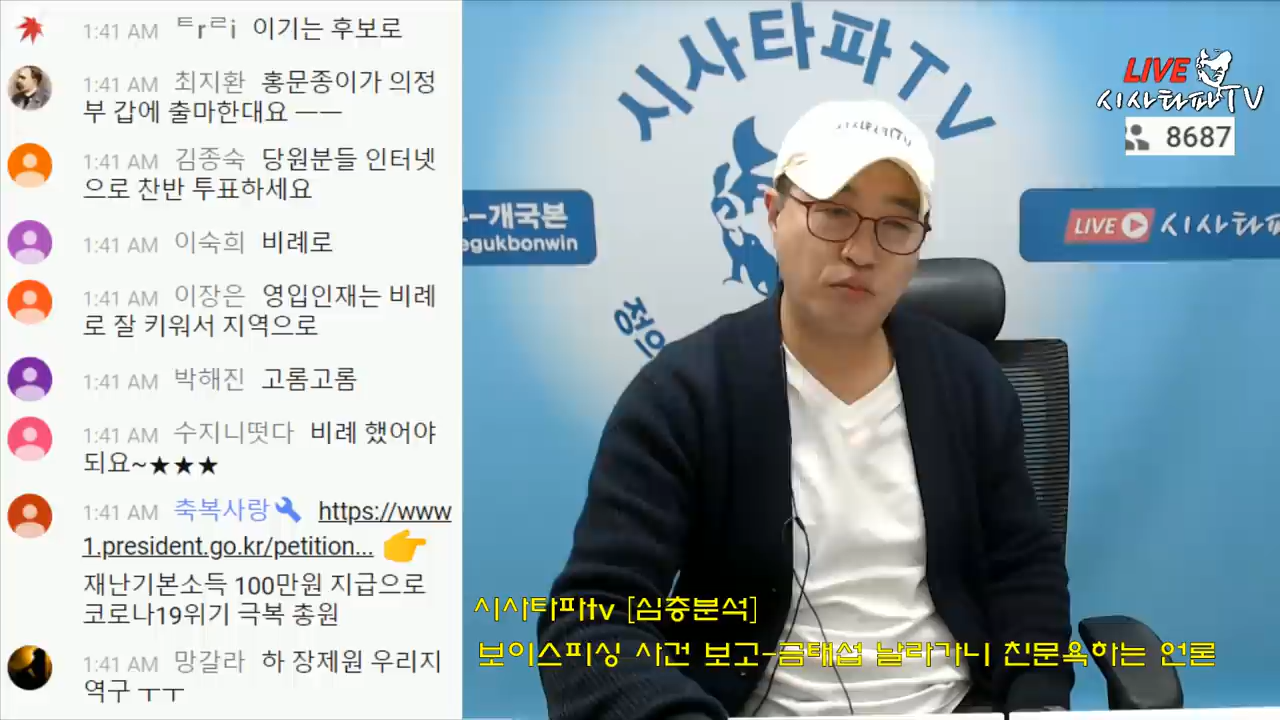 1:41 AM ㅌrㄹi 이기는 후보로
1:41 AM 최지환 홍문종이가 의정
부 갑에 출마한대요 ㅡㅡ
1:41 AM 김종숙 당원분들 인터넷
으로 찬반 투표하세요
1:41 AM 이숙희 비례로
1:41 AM 이장은 영입인재는 비례
로 잘 키워서 지역으로
1:41 AM 박해진 고롬고롬
1:41 AM 수지니떳다 비례 했어야
되요~★★★
1:41 AM 축복사랑 https://www
1.president.go.kr/petition...
재난기본소득 100만원 지급으로
코로나19위기 극복 총원
1:41 AM 망갈라 하 장제원 우리지
역구 ㅜㅜ
시사타파TV
LIVE
시사타파TV
8687
시사타파TV
-개국본
egukbonwin
LIVE 시사타파
정의
시사타파tv [심층분석]
보이스피싱 사건 보고-금태섭 날라가니 친문욕하는 언론